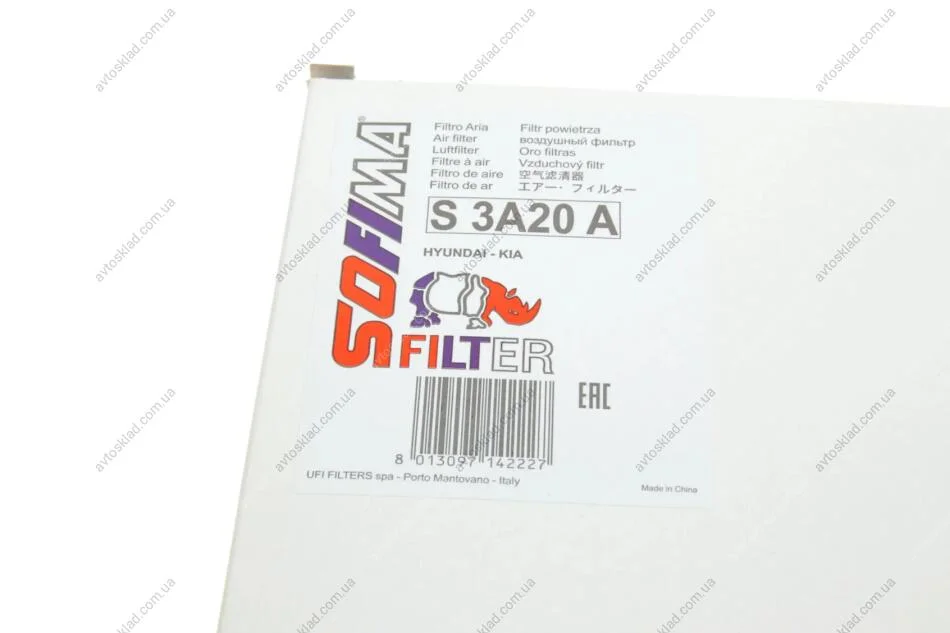 SOFIMA®
Filtro Aria
Air filter
Luftfilter
Filtre à air
Filtro de aire
Filtro de ar
Filtr powietrza
воздушный фильтр
Oro filtras
Vzduchový filtr
空气滤清器
エアー・フィルター
S 3A20 A
HYUNDAI - KIA
FILTER
EAC
8 013097 142227
UFI FILTERS spa - Porto Mantovano - Italy
Made in China
avtosklad.com.ua